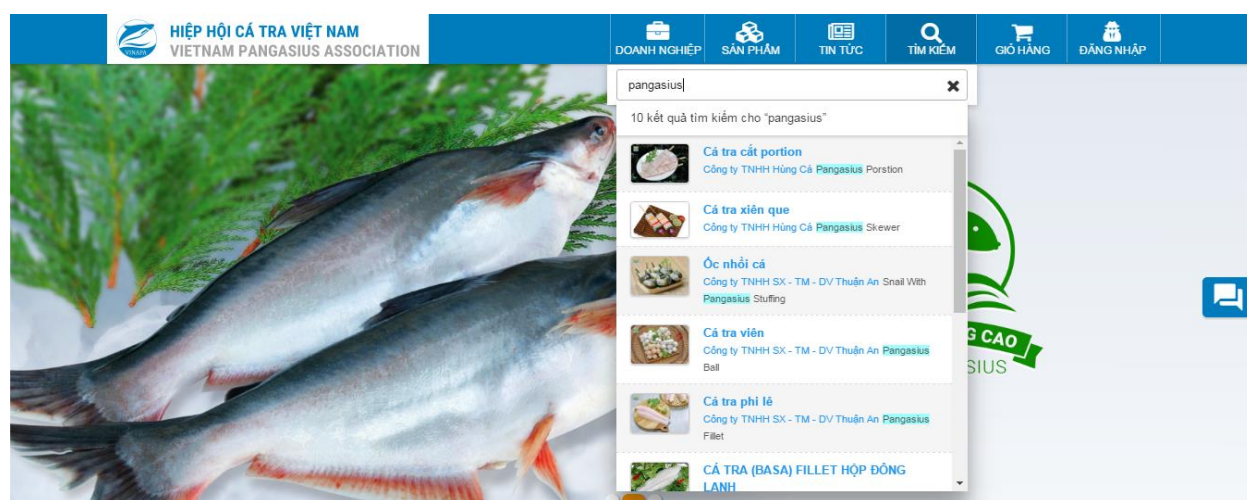 HIỆP HỘI CÁ TRA VIỆT NAM
VIETNAM PANGASIUS ASSOCIATION
VINAPA
DOANH NGHIỆP
SẢN PHẨM
TIN TỨC
TÌM KIẾM
GIỎ HÀNG
ĐĂNG NHẬP
pangasius
10 kết quả tìm kiếm cho "pangasius"
Cá tra cắt portion
Công ty TNHH Hùng Cá Pangasius Porstion
Cá tra xiên que
Công ty TNHH Hùng Cá Pangasius Skewer
Ốc nhồi cá
Công ty TNHH SX - TM - DV Thuận An Snail With
Pangasius Stuffing
Cá tra viên
Công ty TNHH SX - TM - DV Thuận An Pangasius
Ball
Cá tra phi lê
Công ty TNHH SX - TM - DV Thuận An Pangasius
Fillet
CÁ TRA (BASA) FILLET HỘP ĐÔNG
LẠNH
G CAO
SIUS